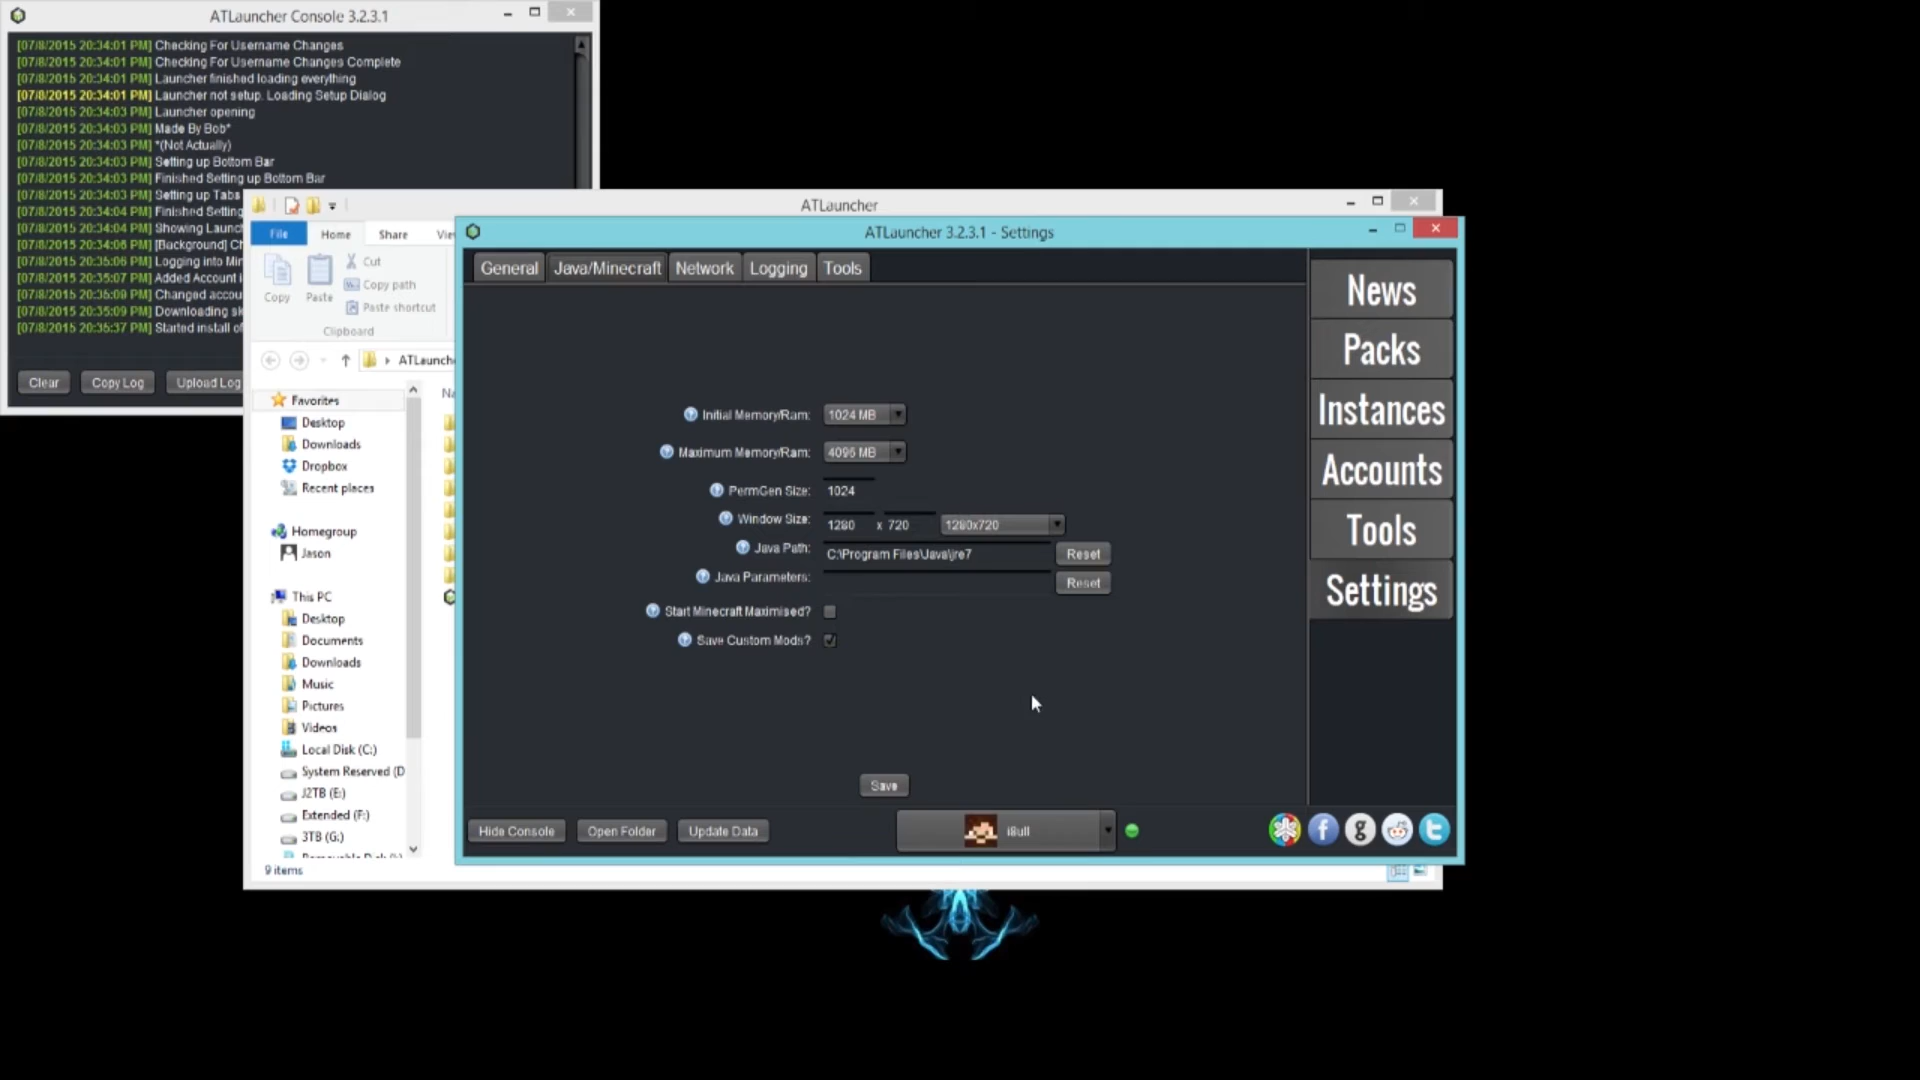 ATLauncher Console 3.2.3.1
[07/8/2015 20:34:01 PM] Checking For Username Changes
[07/8/2015 20:34:01 PM] Checking For Username Changes Complete
[07/8/2015 20:34:01 PM] Launcher finished loading everything
[07/8/2015 20:34:01 PM] Launcher not setup. Loading Setup Dialog
[07/8/2015 20:34:03 PM] Launcher opening
[07/8/2015 20:34:03 PM] Made By Bob*
[07/8/2015 20:34:03 PM] *(Not Actually)
[07/8/2015 20:34:03 PM] Setting up Bottom Bar
[07/8/2015 20:34:03 PM] Finished Setting up Bottom Bar
[07/8/2015 20:34:03 PM] Setting up Tabs
[07/8/2015 20:34:04 PM] Finished Setting
[07/8/2015 20:34:04 PM] Showing Launc
[07/8/2015 20:34:06 PM] [Background] Ch
[07/8/2015 20:35:06 PM] Logging into Min
[07/8/2015 20:35:07 PM] Added Account
[07/8/2015 20:35:09 PM] Changed accou
[07/8/2015 20:35:09 PM] Downloading sk
[07/8/2015 20:35:37 PM] Started install of
Clear
Copy Log
Upload Log
ATLauncher
File
Home
Share
Vie
Copy
Paste
Cut
Copy path
Paste shortcut
Clipboard
ATLaunche
Na
Favorites
Desktop
Downloads
Dropbox
Recent places
Homegroup
Jason
This PC
Desktop
Documents
Downloads
Music
Pictures
Videos
Local Disk (C:)
System Reserved (D
J2TB (E:)
Extended (F:)
3TB (G:)
9 items
ATLauncher 3.2.3.1 - Settings
General
Java/Minecraft
Network
Logging
Tools
Initial Memory/Ram: 1024 MB
Maximum Memory/Ram: 4096 MB
PermGen Size: 1024
Window Size: 1280 x 720 1280x720
Java Path: C:\Program Files\Java\jre7 Reset
Java Parameters: Reset
Start Minecraft Maximised?
Save Custom Mods?
Save
Hide Console
Open Folder
Update Data
iBull
News
Packs
Instances
Accounts
Tools
Settings